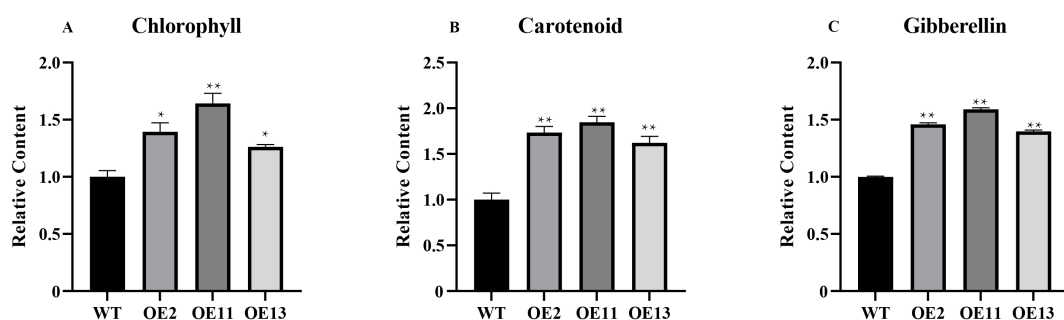 A Chlorophyll
Relative Content
2.0
1.5
1.0
0.5
0
*
**
*
WT OE2 OE11 OE13
B Carotenoid
Relative Content
2.5
2.0
1.5
1.0
0.5
0
**
**
**
WT OE2 OE11 OE13
C Gibberellin
Relative Content
2.0
1.5
1.0
0.5
0
**
**
**
WT OE2 OE11 OE13